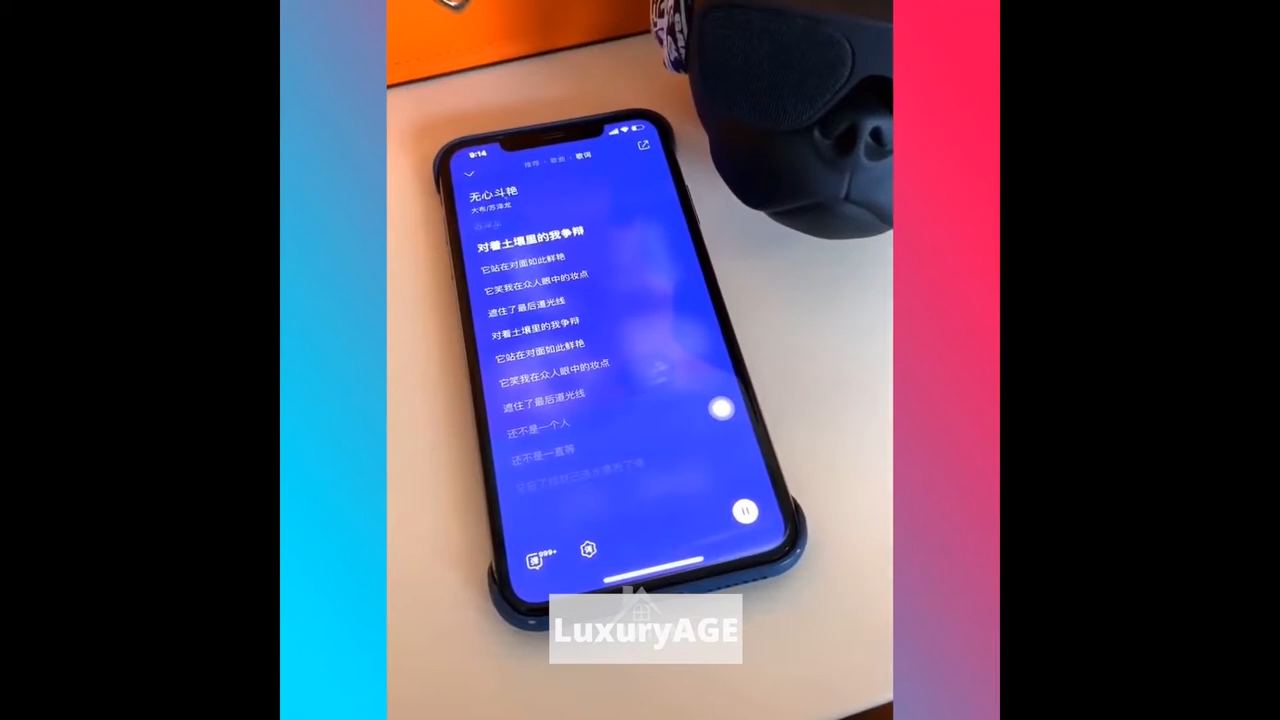 9:14
推荐 · 歌曲 · 歌词
无心斗艳
大布/苏泽龙
对着土壤里的我争辩
它站在对面如此鲜艳
它笑我在众人眼中的妆点
遮住了最后道光线
对着土壤里的我争辩
它站在对面如此鲜艳
它笑我在众人眼中的妆点
遮住了最后道光线
还不是一个人
还不是一直等
弹 999+
词
LuxuryAGE